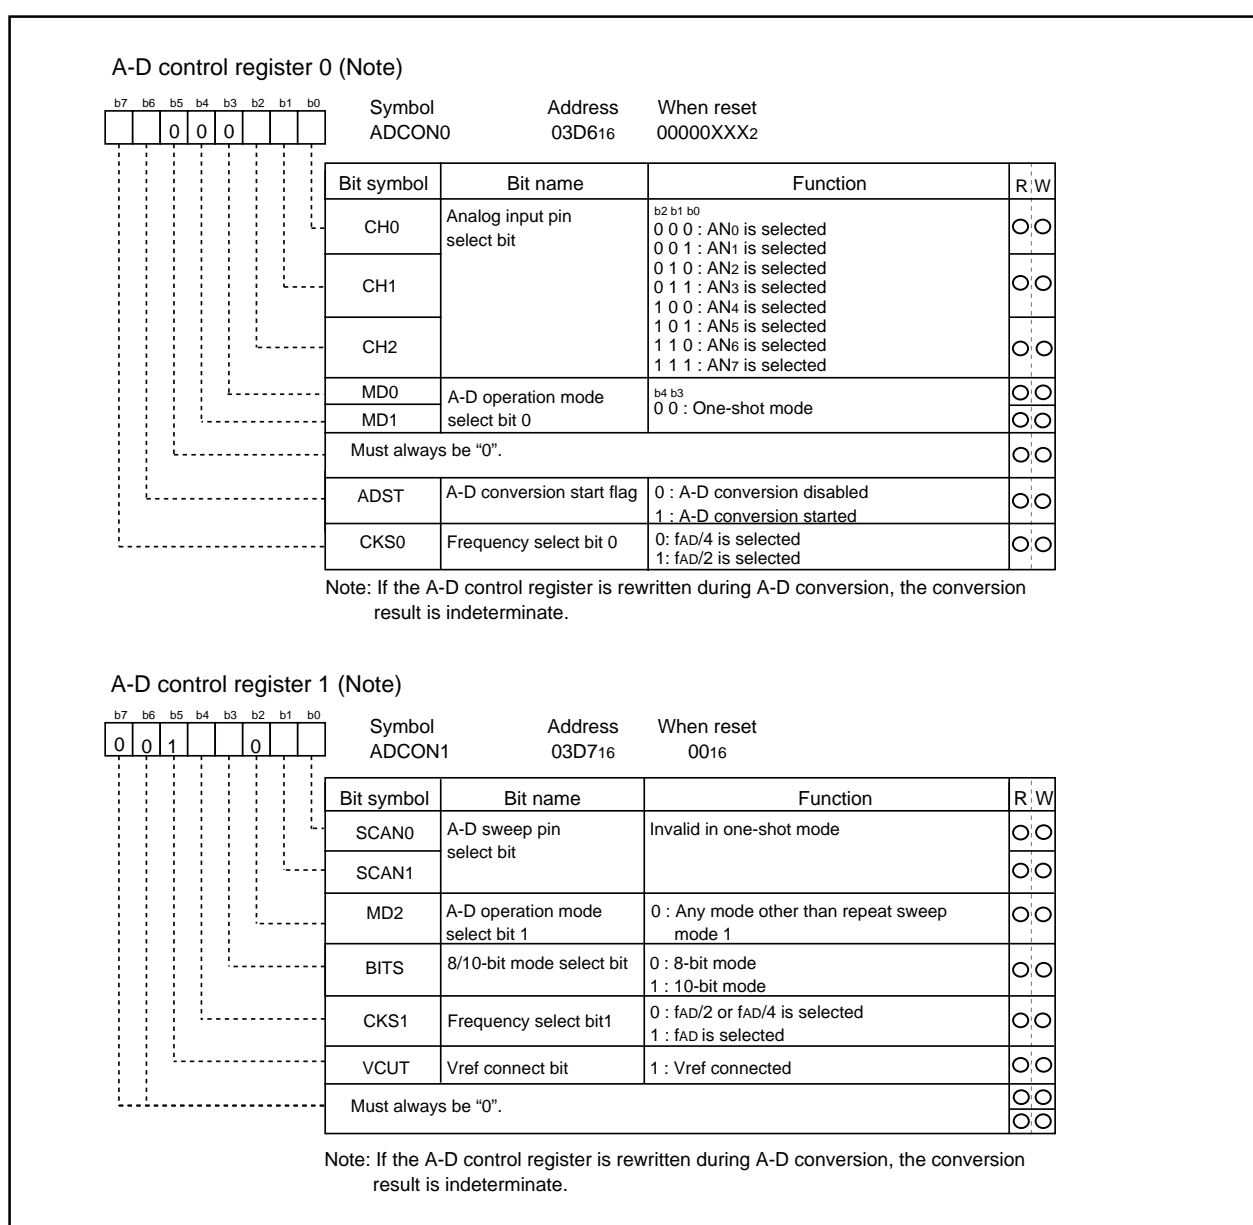 A-D control register 0 (Note)
b7 b6 b5 b4 b3 b2 b1 b0
0 0 0
Symbol Address When reset
ADCON0 03D616 00000XXX2
Bit symbol Bit name Function R W
CH0
CH1
CH2
Analog input pin
select bit
b2 b1 b0
0 0 0 : AN0 is selected
0 0 1 : AN1 is selected
0 1 0 : AN2 is selected
0 1 1 : AN3 is selected
1 0 0 : AN4 is selected
1 0 1 : AN5 is selected
1 1 0 : AN6 is selected
1 1 1 : AN7 is selected
MD0
MD1
A-D operation mode
select bit 0
b4 b3
0 0 : One-shot mode
Must always be “0”.
ADST A-D conversion start flag
0 : A-D conversion disabled
1 : A-D conversion started
CKS0 Frequency select bit 0
0: fAD/4 is selected
1: fAD/2 is selected
Note: If the A-D control register is rewritten during A-D conversion, the conversion
result is indeterminate.
A-D control register 1 (Note)
b7 b6 b5 b4 b3 b2 b1 b0
0 0 1 0
Symbol Address When reset
ADCON1 03D716 0016
Bit symbol Bit name Function R W
SCAN0
SCAN1
A-D sweep pin
select bit
Invalid in one-shot mode
MD2
A-D operation mode
select bit 1
0 : Any mode other than repeat sweep
mode 1
BITS 8/10-bit mode select bit
0 : 8-bit mode
1 : 10-bit mode
CKS1 Frequency select bit1
0 : fAD/2 or fAD/4 is selected
1 : fAD is selected
VCUT Vref connect bit 1 : Vref connected
Must always be “0”.
Note: If the A-D control register is rewritten during A-D conversion, the conversion
result is indeterminate.